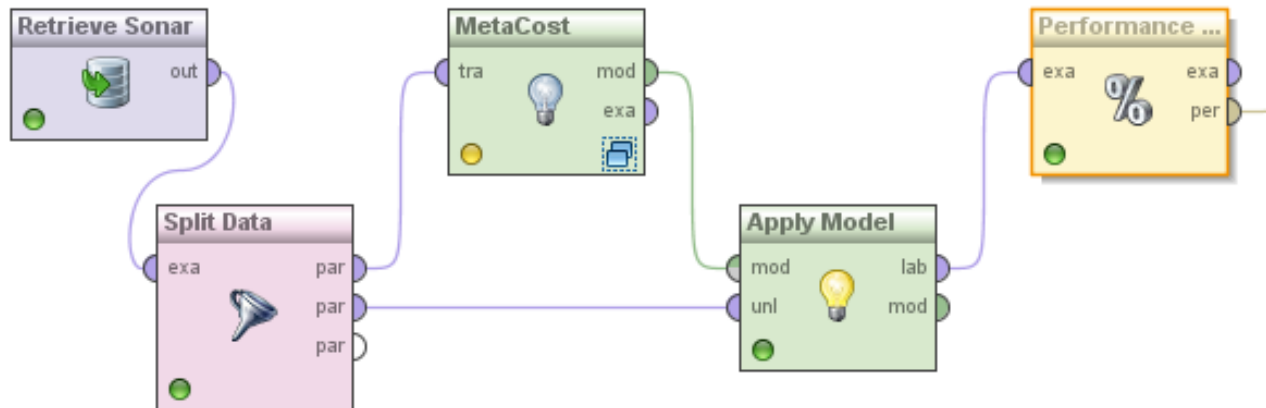 Retrieve Sonar
out
MetaCost
tra
mod
exa
Performance ...
exa
exa
%
per
Split Data
exa
par
par
par
Apply Model
mod
lab
unl
mod